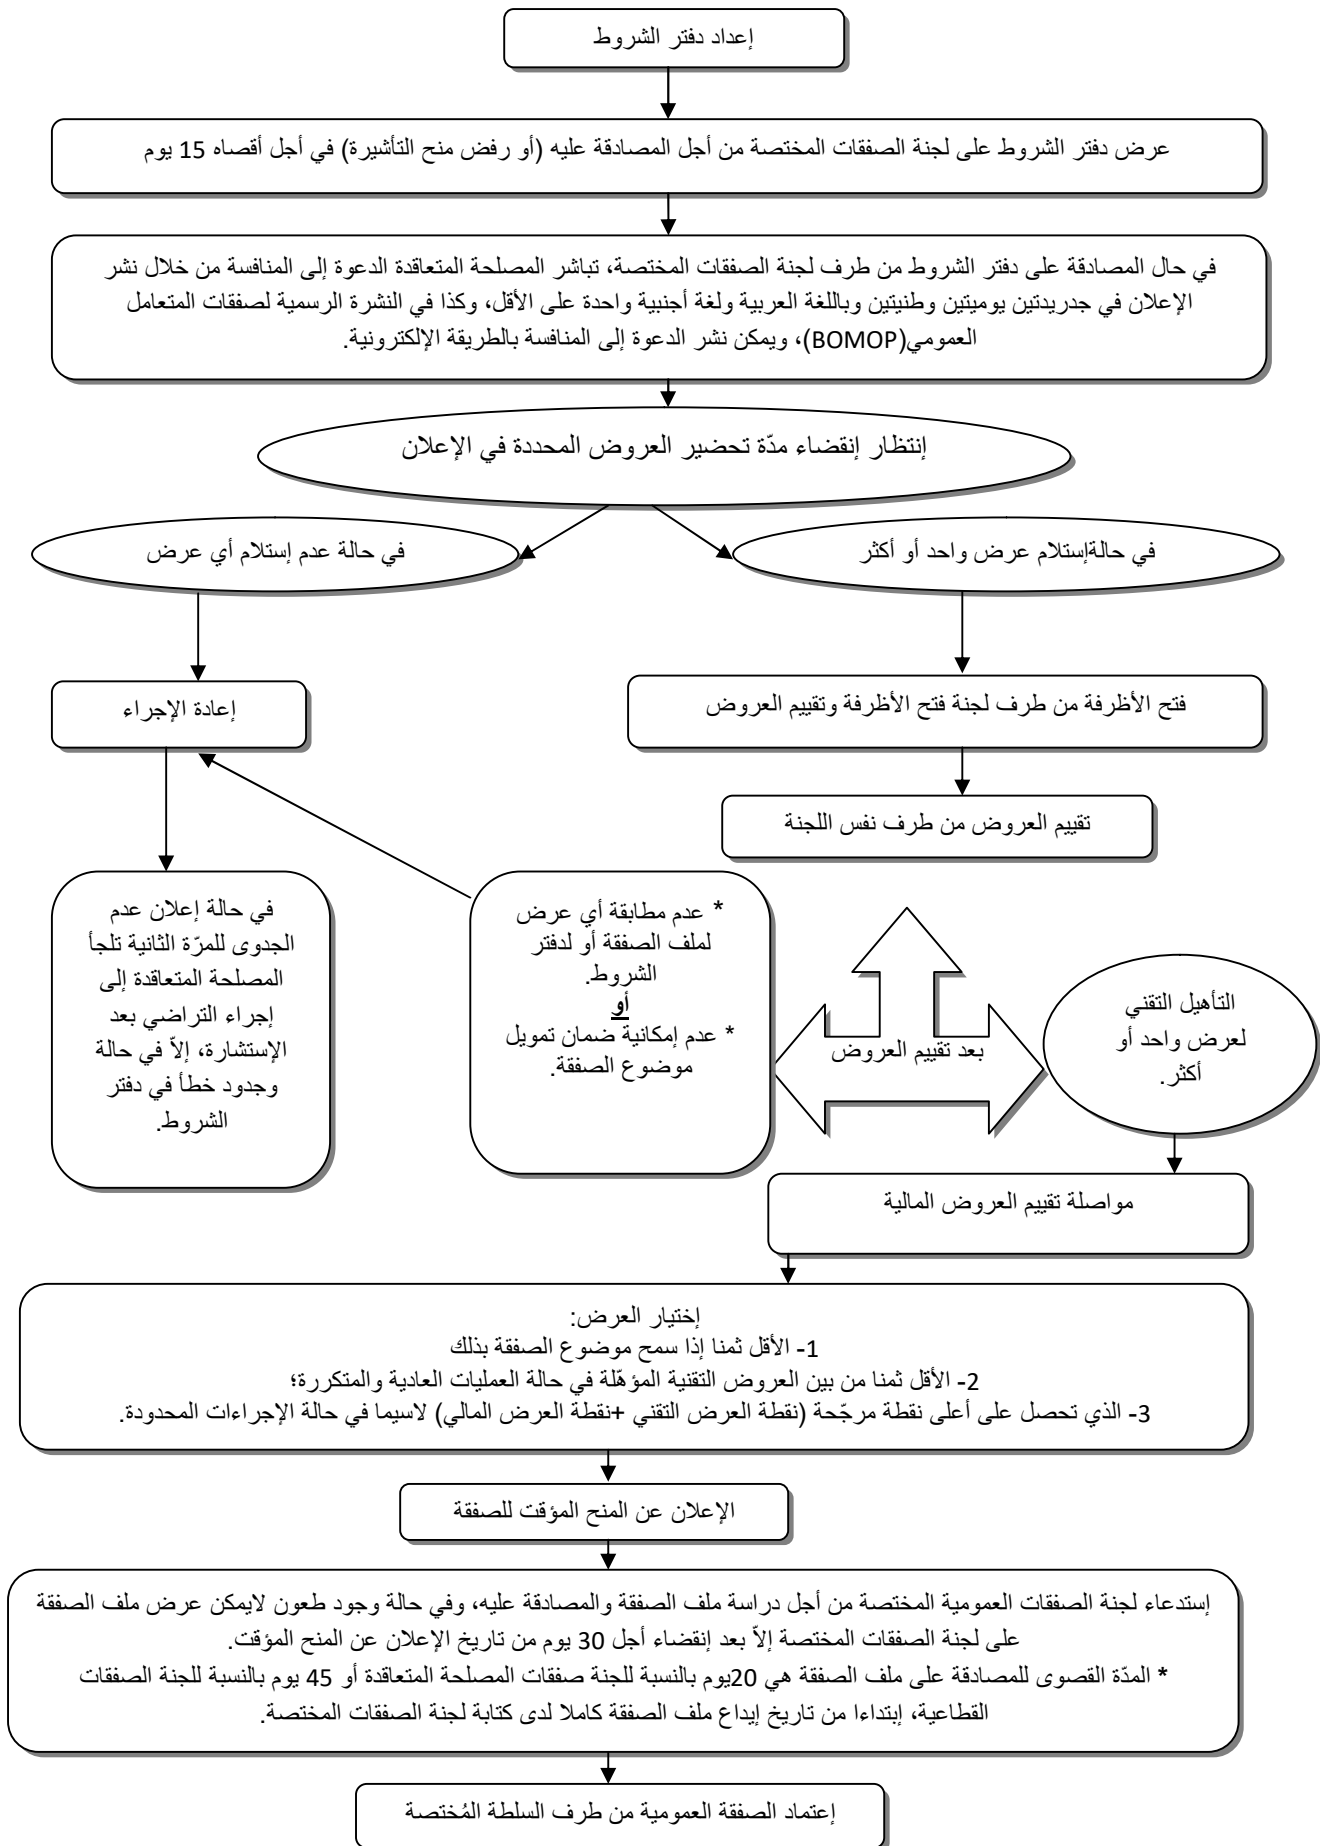 إعداد دفتر الشروط
عرض دفتر الشروط على لجنة الصفقات المختصة من أجل المصادقة عليه (أو رفض منح التأشيرة) في أجل أقصاه 15 يوم
في حال المصادقة على دفتر الشروط من طرف لجنة الصفقات المختصة، تباشر المصلحة المتعاقدة الدعوة إلى المنافسة من خلال نشر
الإعلان في جدريدتين يوميتين وطنيتين وباللغة العربية ولغة أجنبية واحدة على الأقل، وكذا في النشرة الرسمية لصفقات المتعامل
العمومي(BOMOP)، ويمكن نشر الدعوة إلى المنافسة بالطريقة الإلكترونية.
إنتظار إنقضاء مدّة تحضير العروض المحددة في الإعلان
في حالةإستلام عرض واحد أو أكثر
في حالة عدم إستلام أي عرض
فتح الأظرفة من طرف لجنة فتح الأظرفة وتقييم العروض
إعادة الإجراء
تقييم العروض من طرف نفس اللجنة
التأهيل التقني
لعرض واحد أو
أكثر.
بعد تقييم العروض
* عدم مطابقة أي عرض
لملف الصفقة أو لدفتر
الشروط.
أو
* عدم إمكانية ضمان تمويل
موضوع الصفقة.
في حالة إعلان عدم
الجدوى للمرّة الثانية تلجأ
المصلحة المتعاقدة إلى
إجراء التراضي بعد
الإستشارة، إلاّ في حالة
وجدود خطأ في دفتر
الشروط.
مواصلة تقييم العروض المالية
إختيار العرض:
1- الأقل ثمنا إذا سمح موضوع الصفقة بذلك
2- الأقل ثمنا من بين العروض التقنية المؤهّلة في حالة العمليات العادية والمتكررة؛
3- الذي تحصل على أعلى نقطة مرجّحة (نقطة العرض التقني +نقطة العرض المالي) لاسيما في حالة الإجراءات المحدودة.
الإعلان عن المنح المؤقت للصفقة
إستدعاء لجنة الصفقات العمومية المختصة من أجل دراسة ملف الصفقة والمصادقة عليه، وفي حالة وجود طعون لايمكن عرض ملف الصفقة
على لجنة الصفقات المختصة إلاّ بعد إنقضاء أجل 30 يوم من تاريخ الإعلان عن المنح المؤقت.
* المدّة القصوى للمصادقة على ملف الصفقة هي 20يوم بالنسبة للجنة صفقات المصلحة المتعاقدة أو 45 يوم بالنسبة للجنة الصفقات
القطاعية، إبتداءا من تاريخ إيداع ملف الصفقة كاملا لدى كتابة لجنة الصفقات المختصة.
إعتماد الصفقة العمومية من طرف السلطة المُختصة